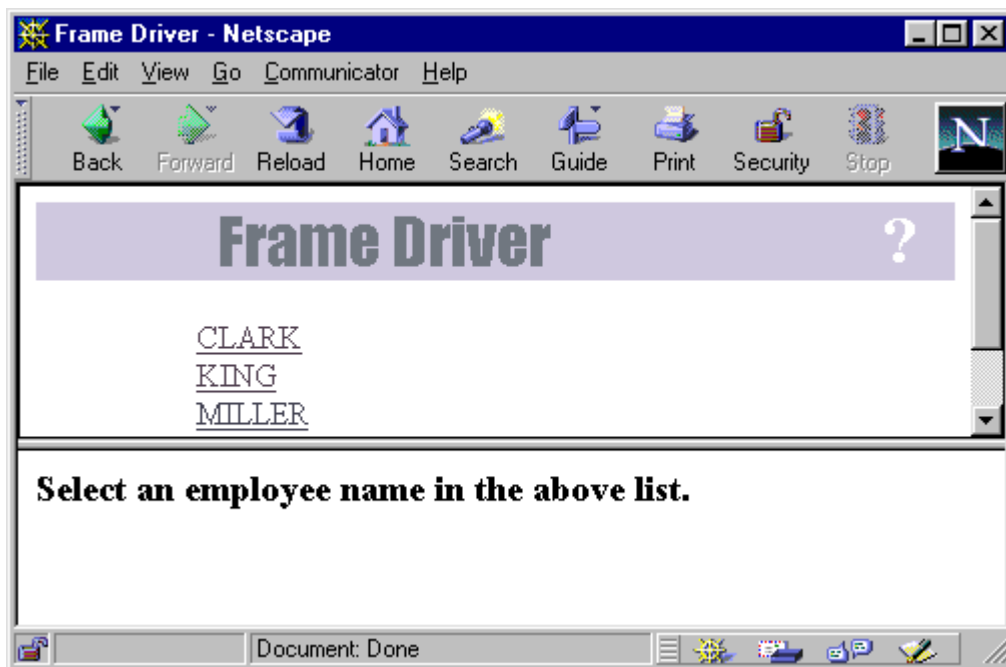 Frame Driver - Netscape
File Edit View Go Communicator Help
Back Forward Reload Home Search Guide Print Security Stop N
Frame Driver ?
CLARK
KING
MILLER
Select an employee name in the above list.
Document: Done